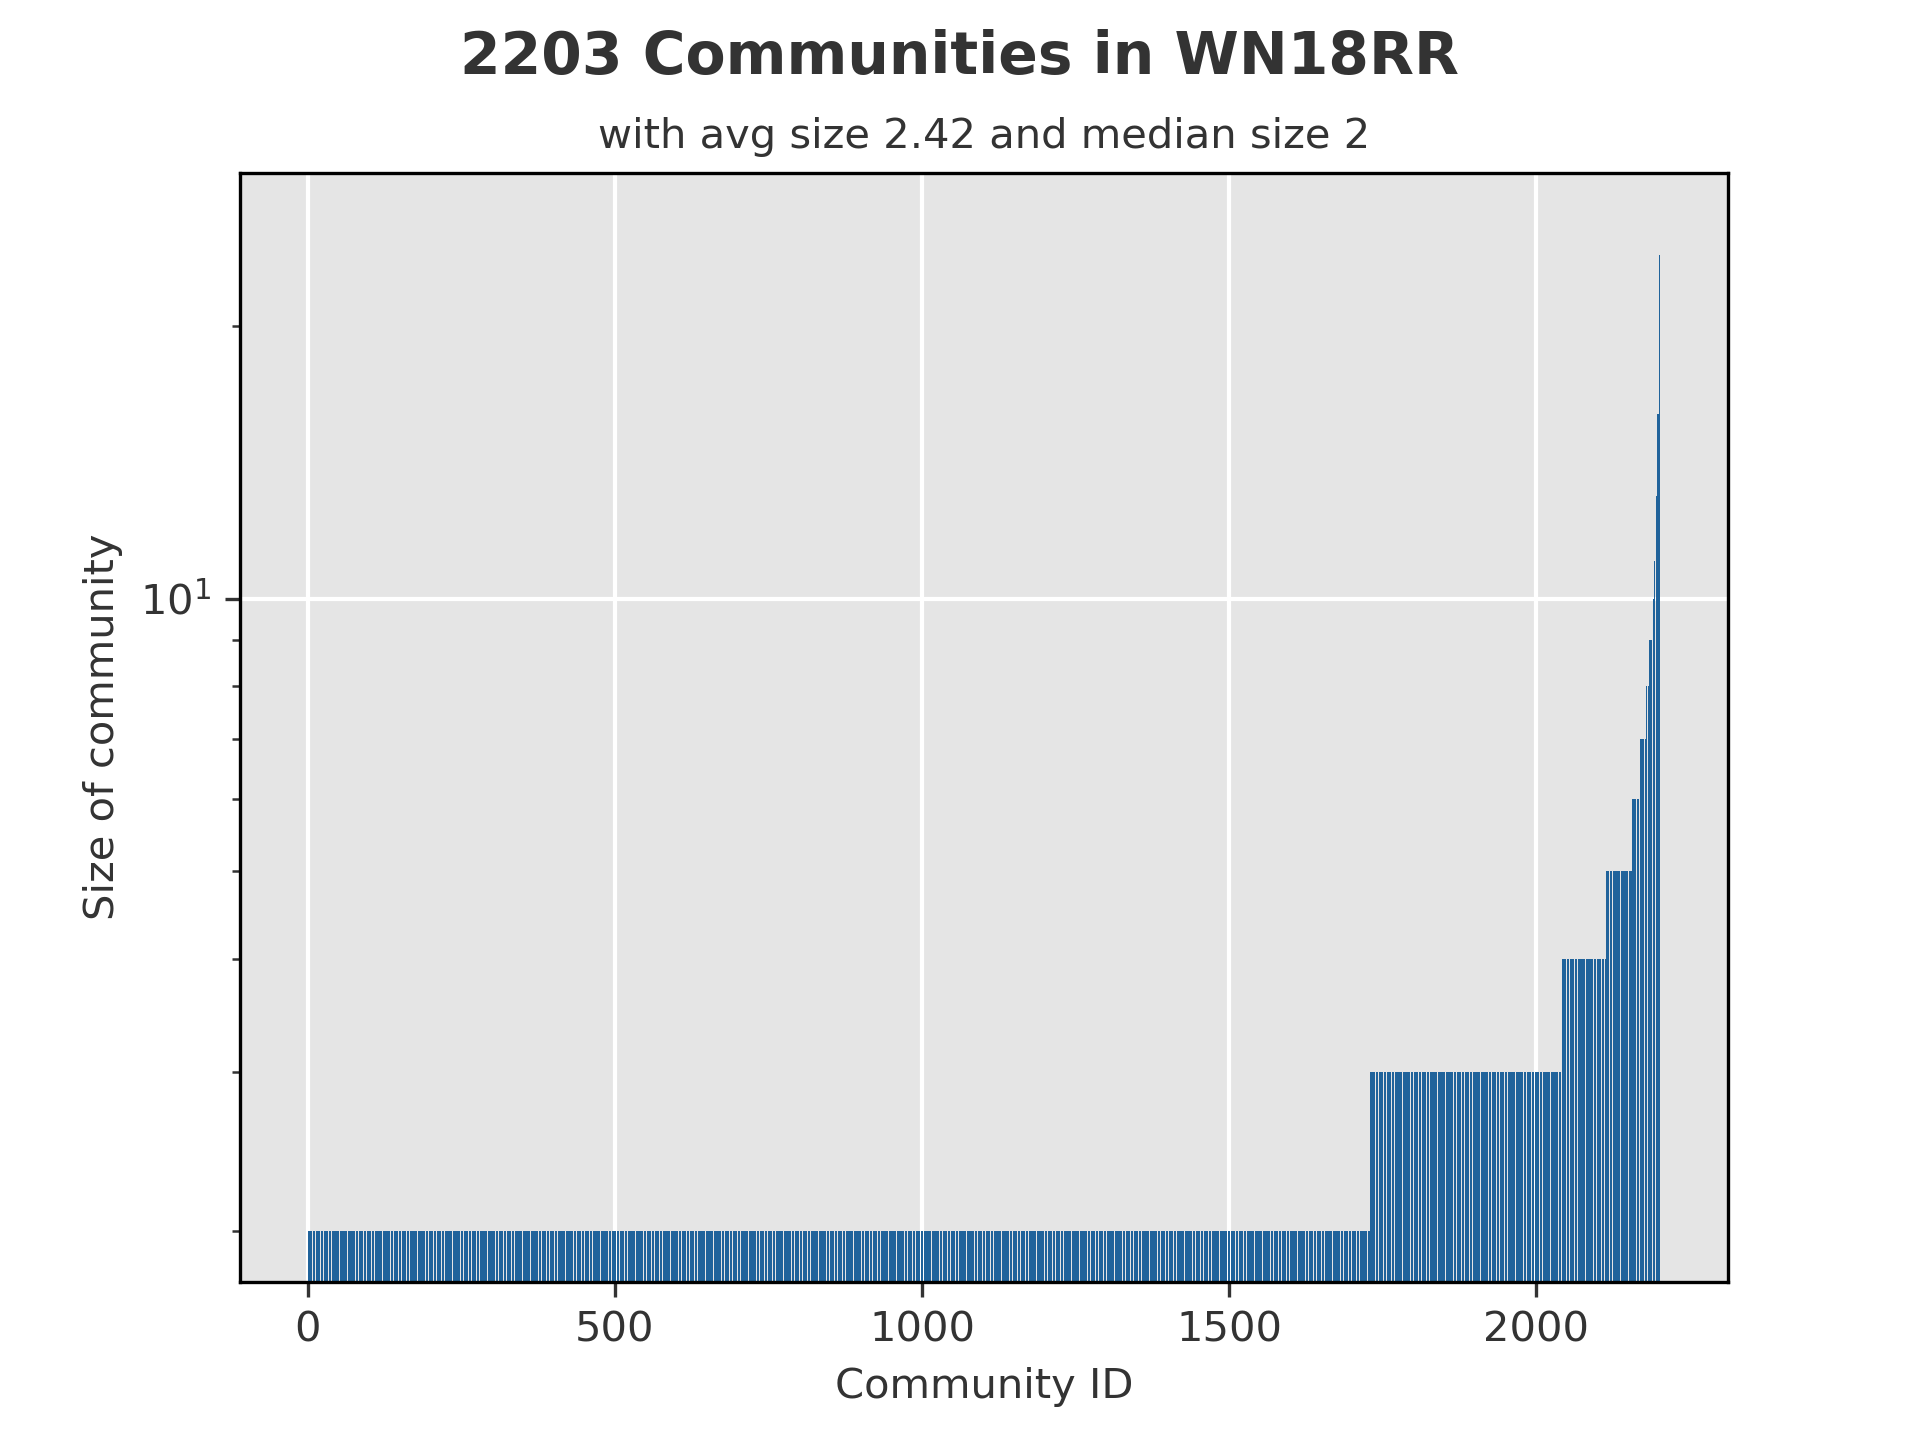 2203 Communities in WN18RR
with avg size 2.42 and median size 2
Size of community
10¹
0 500 1000 1500 2000
Community ID